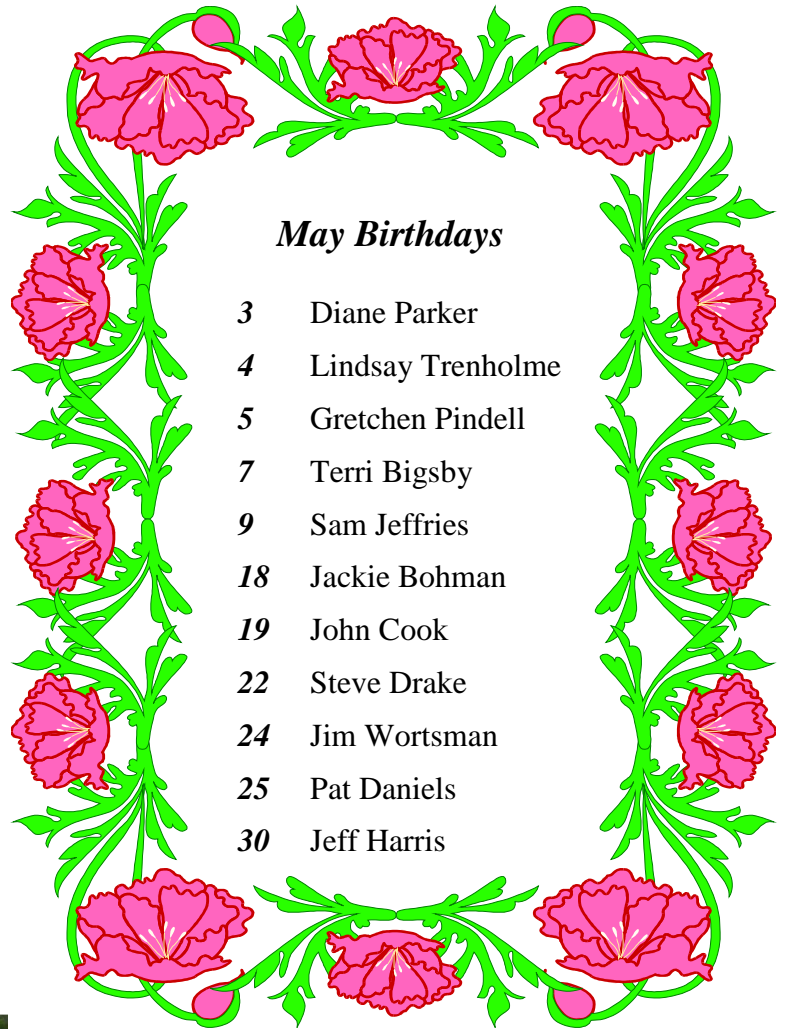 May Birthdays
3 Diane Parker
4 Lindsay Trenholme
5 Gretchen Pindell
7 Terri Bigsby
9 Sam Jeffries
18 Jackie Bohman
19 John Cook
22 Steve Drake
24 Jim Wortsman
25 Pat Daniels
30 Jeff Harris